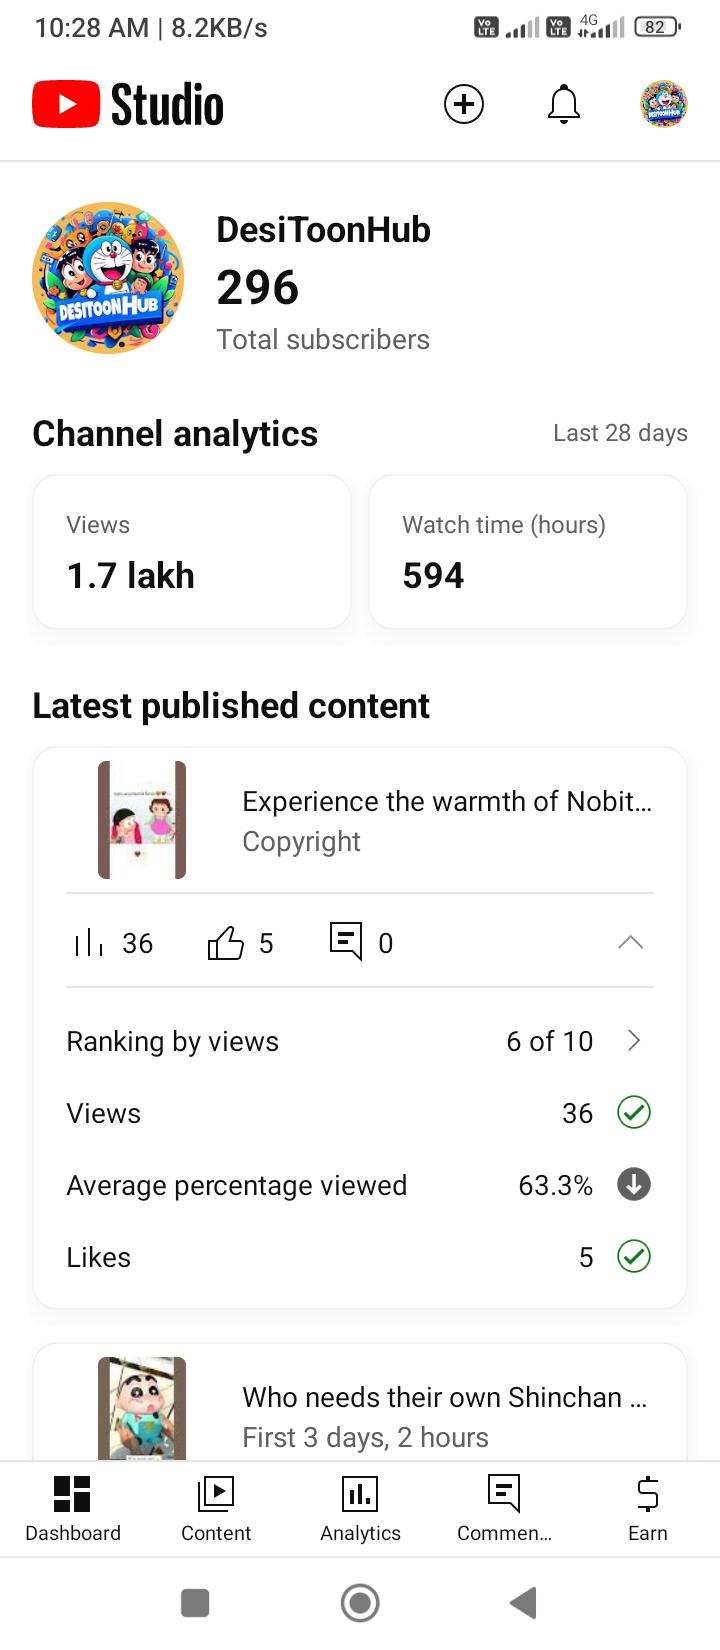 10:28 AM | 8.2KB/s
Vo LTE Vo LTE 4G 82
Studio
DESITOONHUB
DesiToonHub
296
Total subscribers
Channel analytics
Last 28 days
Views
1.7 lakh
Watch time (hours)
594
Latest published content
Experience the warmth of Nobit...
Copyright
36 5 0
Ranking by views 6 of 10
Views 36
Average percentage viewed 63.3%
Likes 5
Who needs their own Shinchan ...
First 3 days, 2 hours
Dashboard Content Analytics Commen... Earn